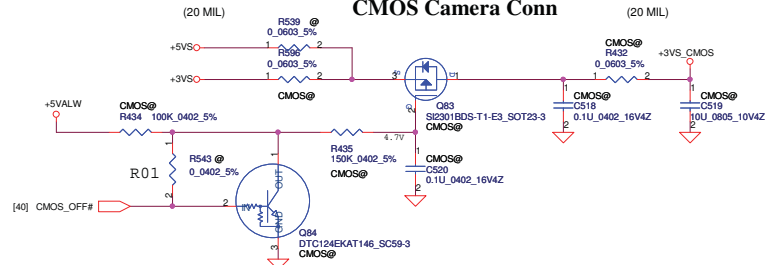 (20 MIL)
CMOS Camera Conn
(20 MIL)
R539 @
0_0603_5%
+5VS
1
2
R596
0_0603_5%
+3VS
1
2
CMOS@
3
S
D
1
G
2
Q83
SI2301BDS-T1-E3_SOT23-3
CMOS@
CMOS@
R432
0_0603_5%
1
2
+3VS_CMOS
1
2
CMOS@
C518
0.1U_0402_16V4Z
1
2
CMOS@
C519
10U_0805_10V4Z
+5VALW
CMOS@
R434 100K_0402_5%
1
2
1
2
4.7V
R435
150K_0402_5%
CMOS@
1
2
CMOS@
C520
0.1U_0402_16V4Z
R01
1
2
R543 @
0_0402_5%
[40] CMOS_OFF#
2
IN
1
OUT
GND
3
Q84
DTC124EKAT146_SC59-3
CMOS@